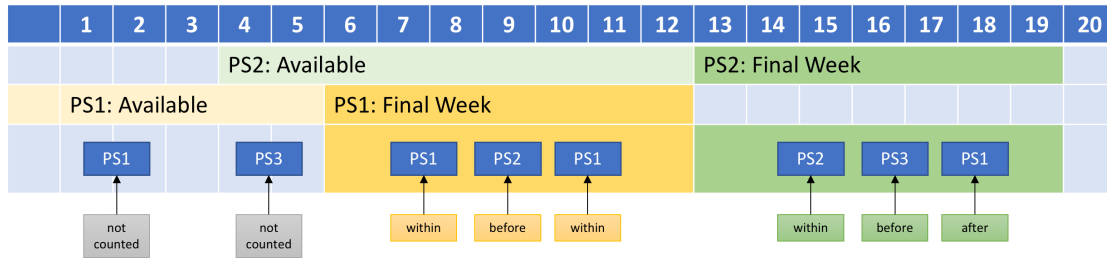 1 2 3 4 5 6 7 8 9 10 11 12 13 14 15 16 17 18 19 20
PS2: Available PS2: Final Week
PS1: Available PS1: Final Week
PS1 PS3 PS1 PS2 PS1 PS2 PS3 PS1
not counted not counted within before within within before after